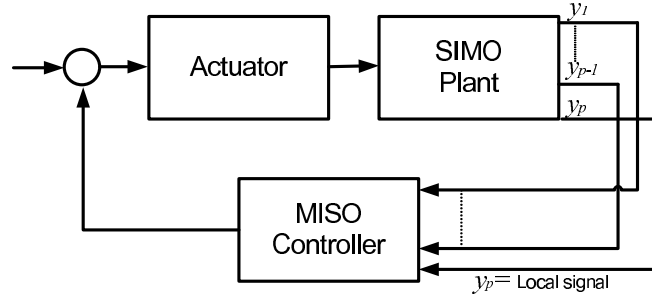 Actuator
SIMO
Plant
y1
yp-1
yp
MISO
Controller
yp= Local signal